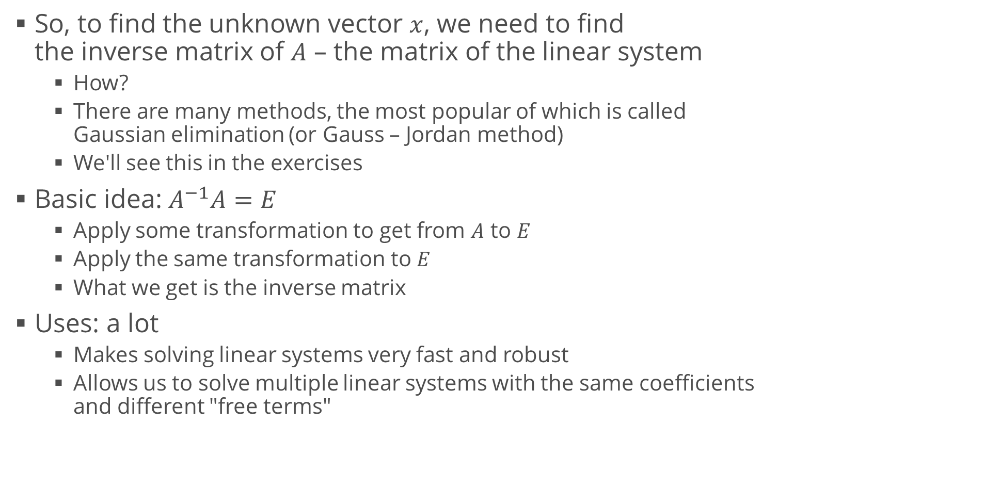 ▪ So, to find the unknown vector x, we need to find
the inverse matrix of A – the matrix of the linear system
▪ How?
▪ There are many methods, the most popular of which is called
Gaussian elimination (or Gauss – Jordan method)
▪ We'll see this in the exercises
▪ Basic idea: A⁻¹A = E
▪ Apply some transformation to get from A to E
▪ Apply the same transformation to E
▪ What we get is the inverse matrix
▪ Uses: a lot
▪ Makes solving linear systems very fast and robust
▪ Allows us to solve multiple linear systems with the same coefficients
and different "free terms"